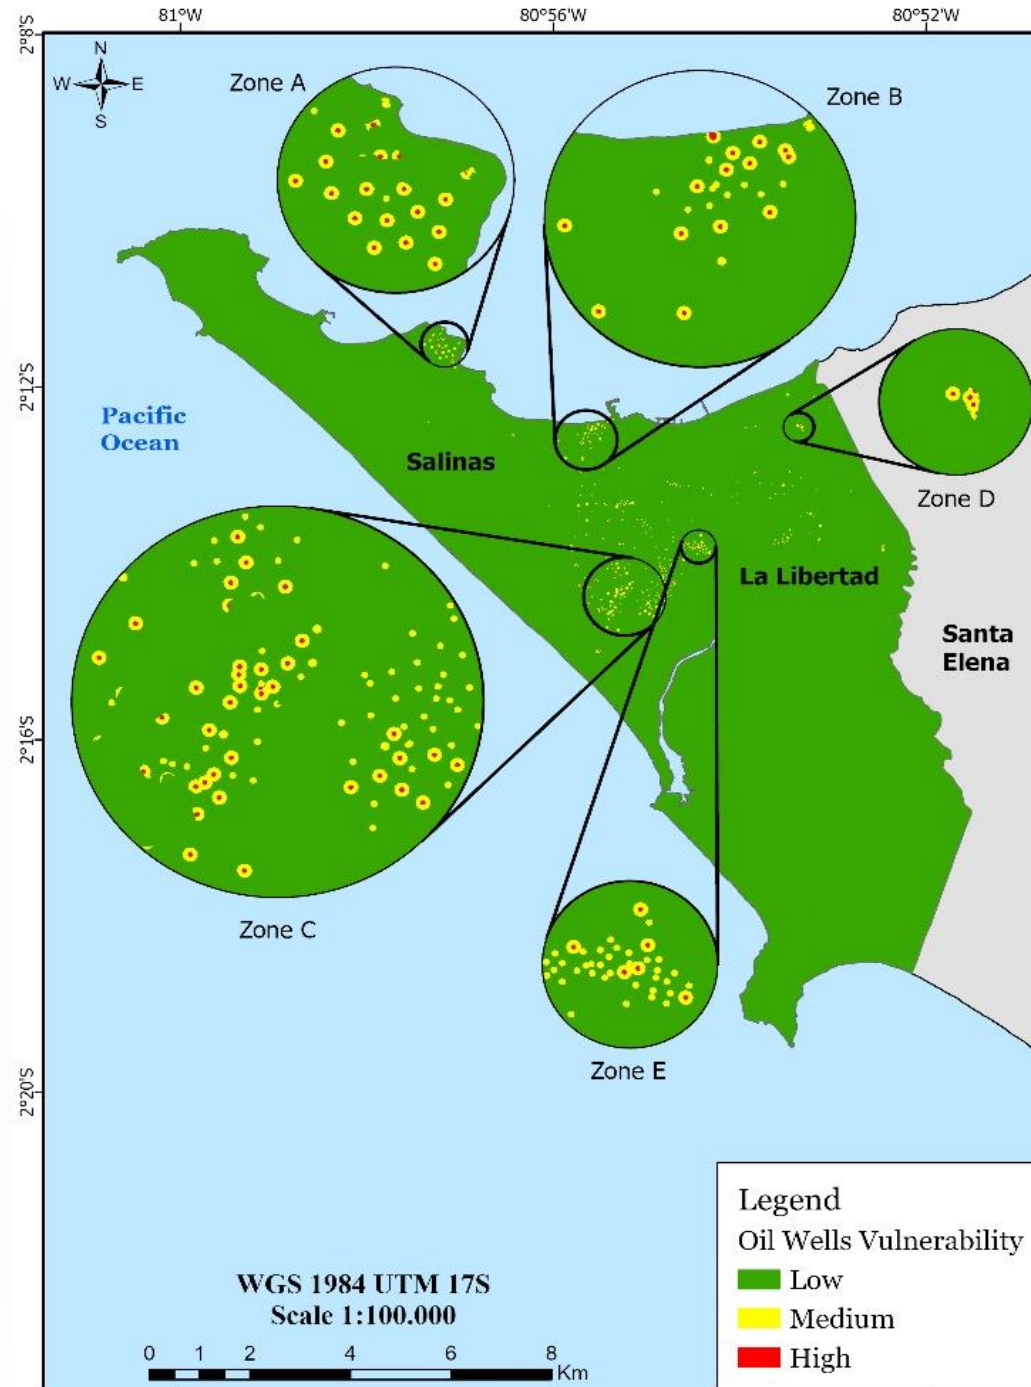 81°W
80°56'W
80°52'W
2°8'S
N
W
E
S
Zone A
Zone B
2°12'S
Pacific
Ocean
Salinas
Zone D
La Libertad
Santa
Elena
2°16'S
Zone C
Zone E
2°20'S
Legend
Oil Wells Vulnerability
Low
Medium
High
WGS 1984 UTM 17S
Scale 1:100.000
0 1 2 4 6 8
Km